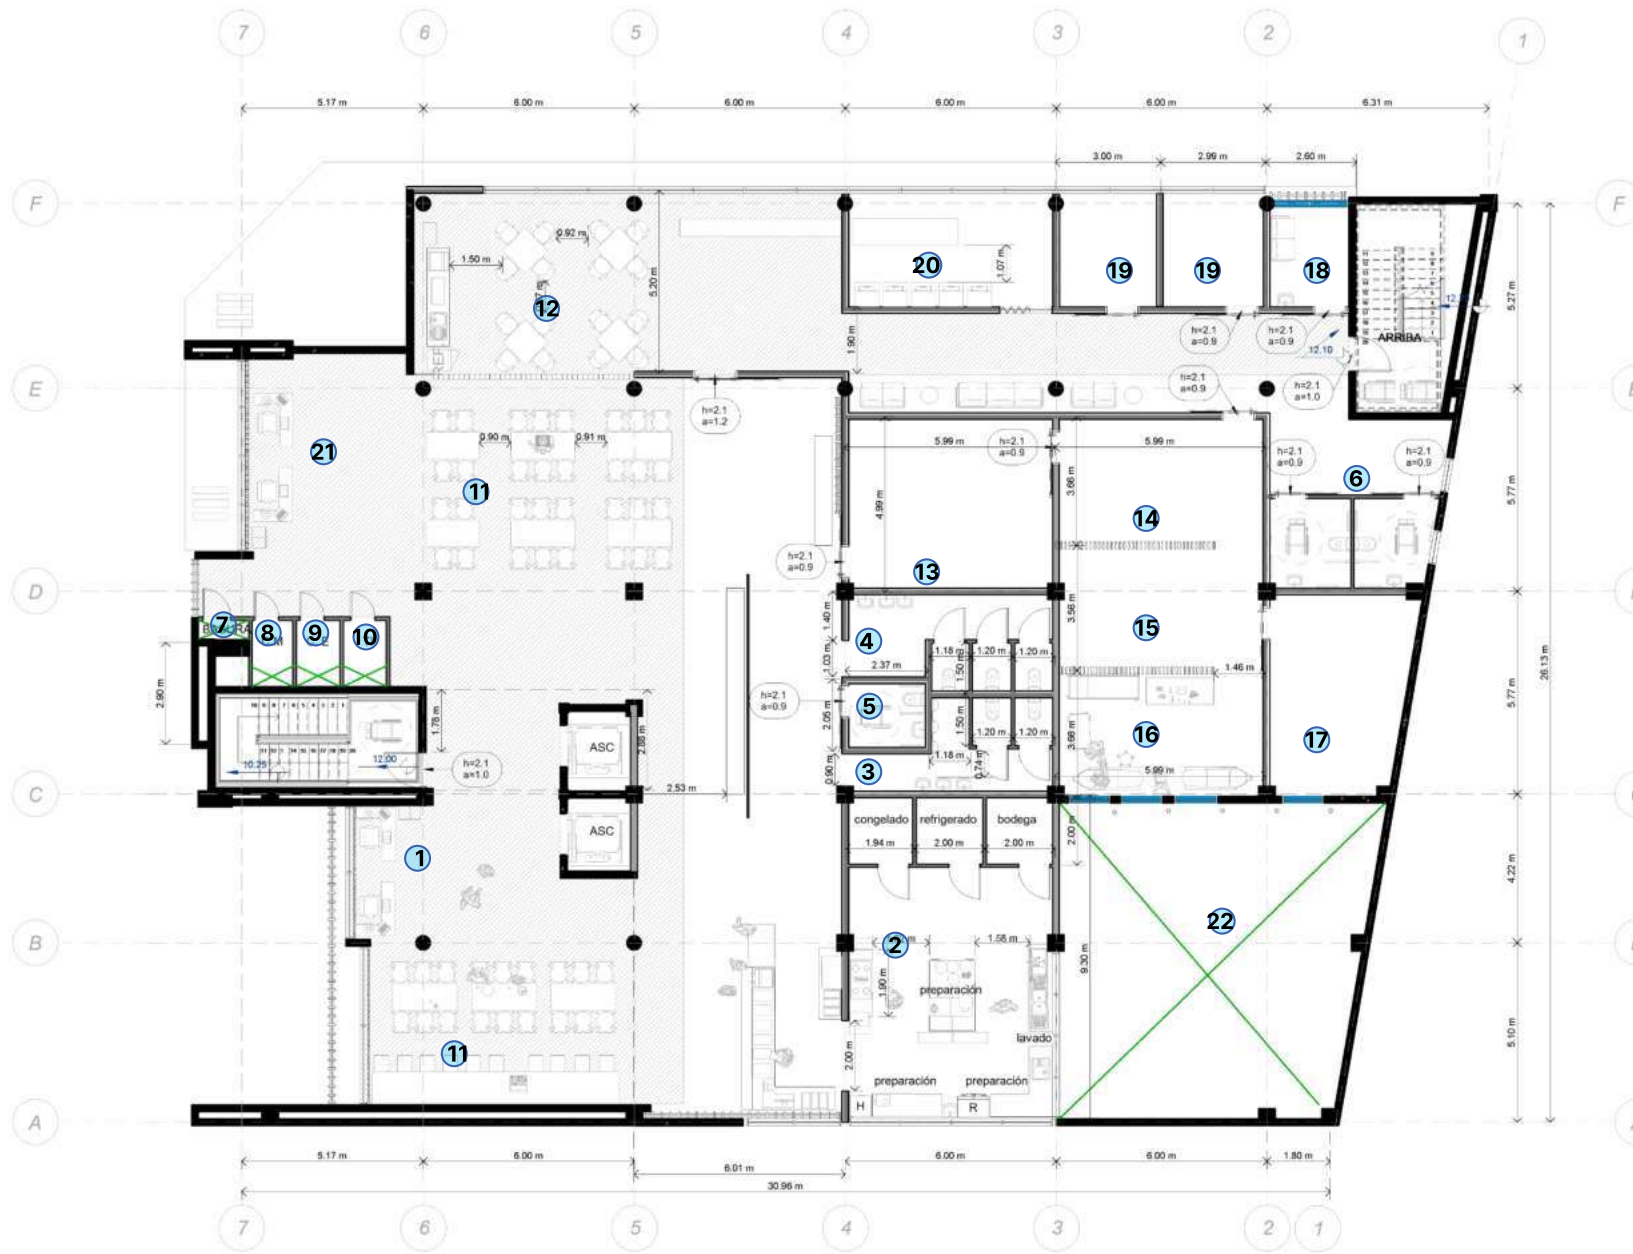 7 6 5 4 3 2 1
5.17 m 6.00 m 6.00 m 6.00 m 6.00 m 6.31 m
3.00 m 2.99 m 2.60 m
F F
0.92 m
1.50 m
5.20 m
1.07 m
20 19 19 18
12
5.27 m
12.10
ARRIBA
h=2.1 a=0.9
h=2.1 a=0.9
1.90 m
E
h=2.1 a=0.9
h=2.1 a=1.0
h=2.1 a=1.2
21
0.90 m 0.91 m
5.99 m
h=2.1 a=0.9
5.99 m
h=2.1 a=0.9
h=2.1 a=0.9
6
11
3.66 m
4.99 m
5.77 m
14
h=2.1 a=0.9
13
D
7 8 9 10
1.40 m
3.56 m
15
4
1.18 m 1.20 m 1.20 m
1.03 m
2.37 m
1.50 m
1.46 m
26.13 m
2.90 m
h=2.1 a=0.9
5
2.05 m
1.50 m
1.78 m
2.88 m
ASC
1.20 m 1.20 m
1.18 m
3.68 m
16 17
5.77 m
10.25
12.00
h=2.1 a=1.0
0.90 m
3
0.74 m
5.99 m
2.53 m
C
congelado refrigerado bodega
ASC
1.94 m 2.00 m 2.00 m
2.00 m
1
4.22 m
22
B
2
1.58 m
9.30 m
1.90 m
preparación
lavado
5.10 m
11
2.00 m
preparación preparación
H R
A
5.17 m 6.00 m 6.01 m 6.00 m 6.00 m 1.80 m
30.96 m
7 6 5 4 3 2 1